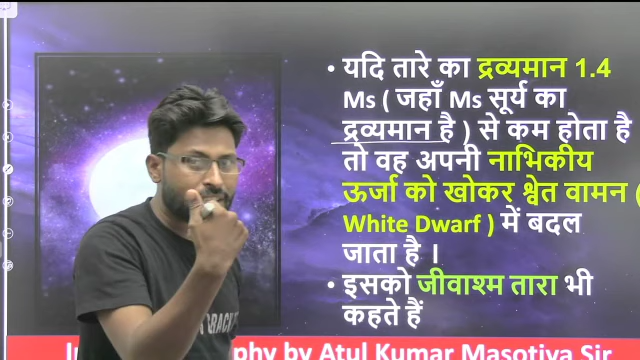 • यदि तारे का द्रव्यमान 1.4
Ms ( जहाँ Ms सूर्य का
द्रव्यमान है ) से कम होता है
तो वह अपनी नाभिकीय
ऊर्जा को खोकर श्वेत वामन (
White Dwarf ) में बदल
जाता है ।
• इसको जीवाश्म तारा भी
कहते हैं
by Atul Kumar Masotiya Sir